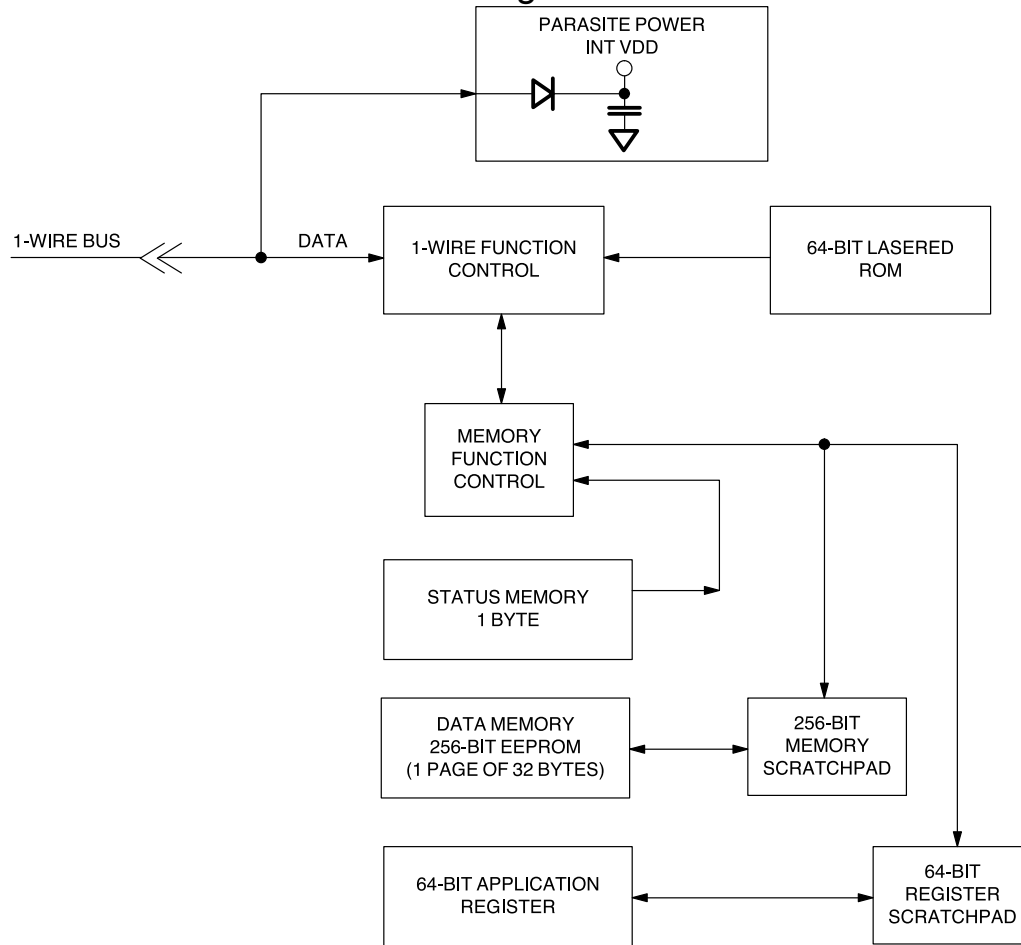 PARASITE POWER
INT VDD
1-WIRE BUS
DATA
1-WIRE FUNCTION
CONTROL
64-BIT LASERED
ROM
MEMORY
FUNCTION
CONTROL
STATUS MEMORY
1 BYTE
DATA MEMORY
256-BIT EEPROM
(1 PAGE OF 32 BYTES)
256-BIT
MEMORY
SCRATCHPAD
64-BIT APPLICATION
REGISTER
64-BIT
REGISTER
SCRATCHPAD